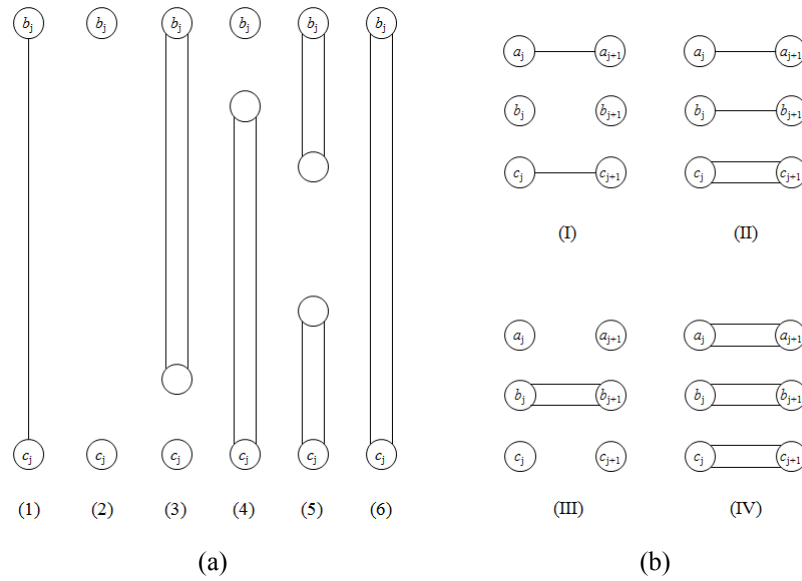 bj bj bj bj bj bj
cj cj cj cj cj cj
(1) (2) (3) (4) (5) (6)
(a)
aj aj+1 aj aj+1
bj bj+1 bj bj+1
cj cj+1 cj cj+1
(I) (II)
aj aj+1 aj aj+1
bj bj+1 bj bj+1
cj cj+1 cj cj+1
(III) (IV)
(b)